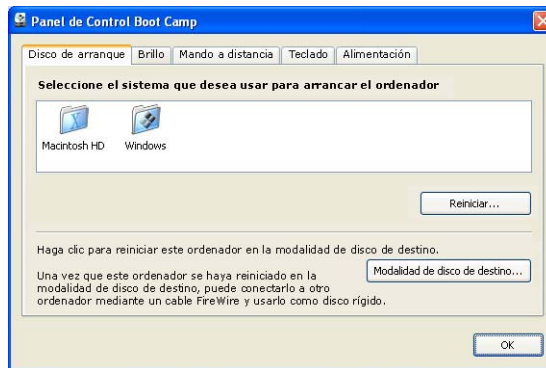 Panel de Control Boot Camp
Disco de arranque Brillo Mando a distancia Teclado Alimentación
Seleccione el sistema que desea usar para arrancar el ordenador
Macintosh HD Windows
Reiniciar...
Haga clic para reiniciar este ordenador en la modalidad de disco de destino.
Una vez que este ordenador se haya reiniciado en la
modalidad de disco de destino, puede conectarlo a otro
ordenador mediante un cable FireWire y usarlo como disco rígido.
Modalidad de disco de destino...
OK